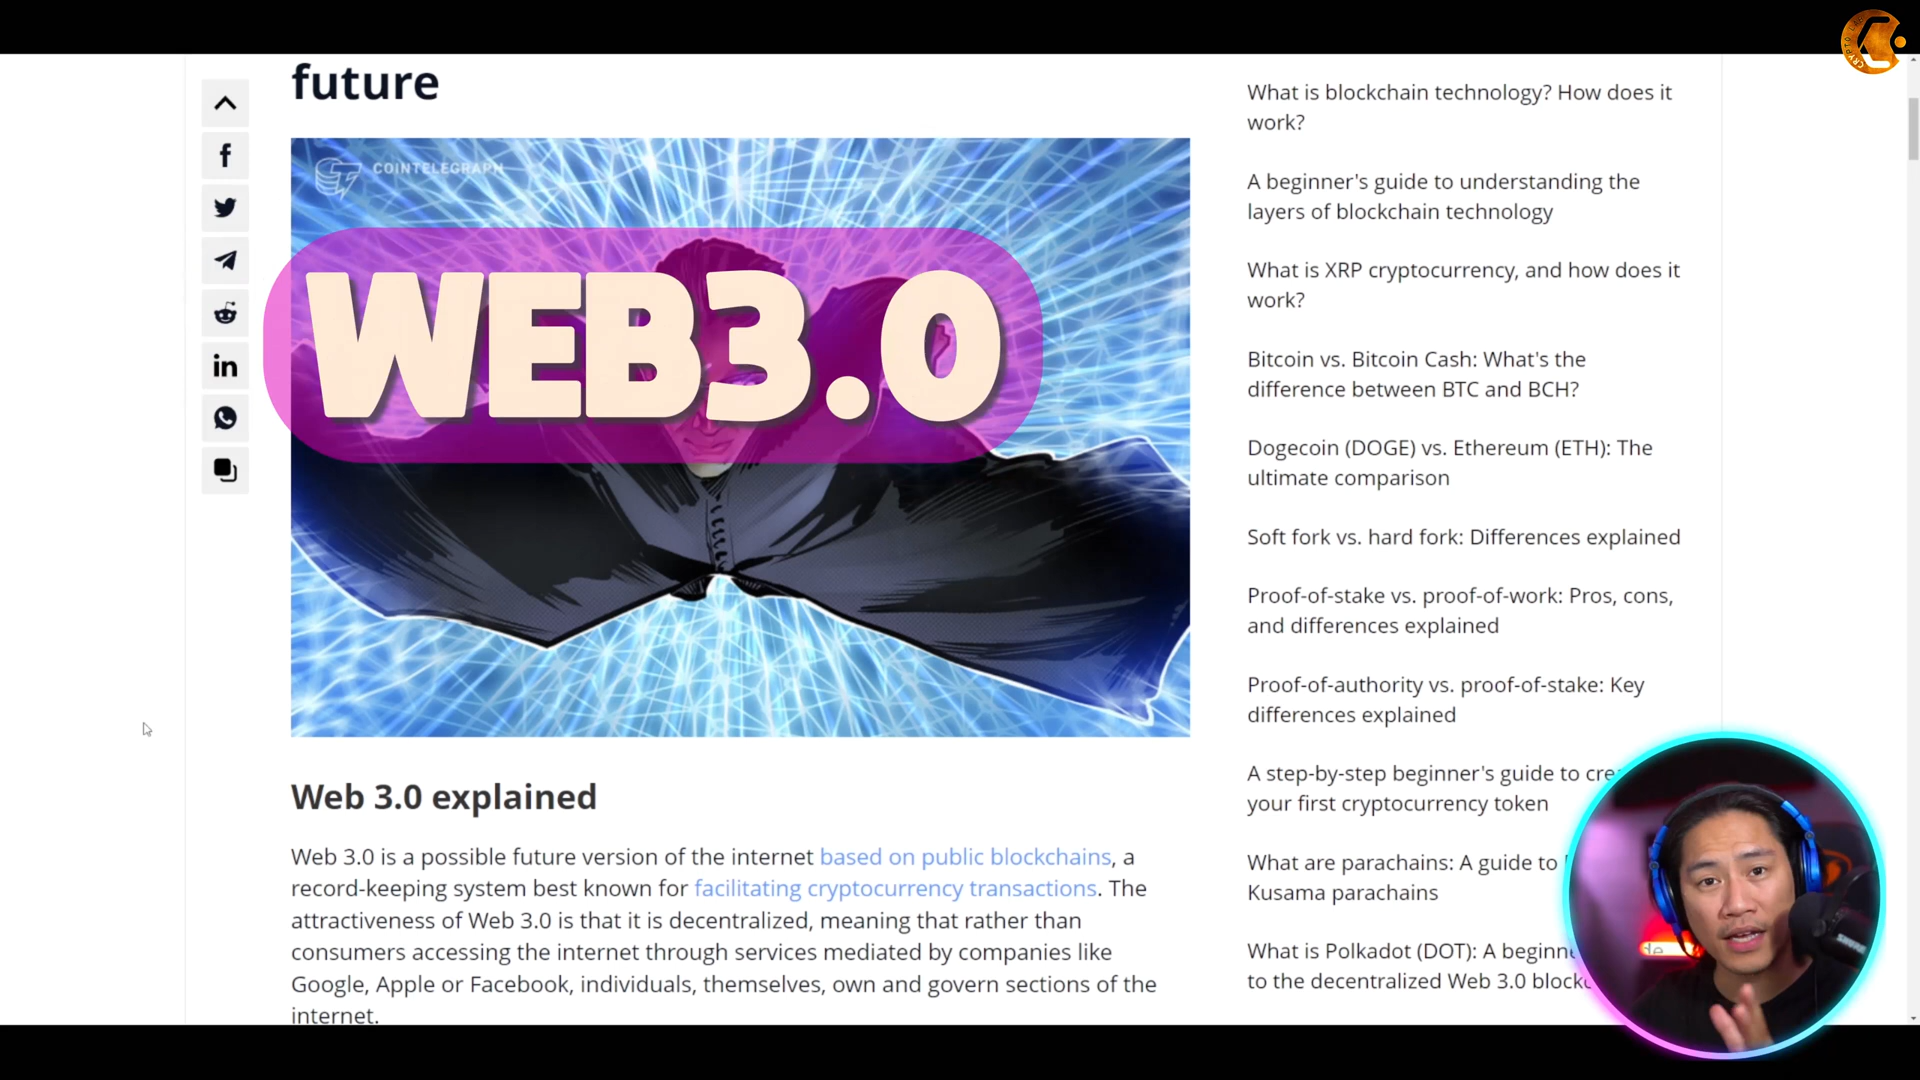 future
COINTELEGRAPH
WEB3.0
Web 3.0 explained
Web 3.0 is a possible future version of the internet based on public blockchains, a
record-keeping system best known for facilitating cryptocurrency transactions. The
attractiveness of Web 3.0 is that it is decentralized, meaning that rather than
consumers accessing the internet through services mediated by companies like
Google, Apple or Facebook, individuals, themselves, own and govern sections of the
internet.
What is blockchain technology? How does it
work?
A beginner's guide to understanding the
layers of blockchain technology
What is XRP cryptocurrency, and how does it
work?
Bitcoin vs. Bitcoin Cash: What's the
difference between BTC and BCH?
Dogecoin (DOGE) vs. Ethereum (ETH): The
ultimate comparison
Soft fork vs. hard fork: Differences explained
Proof-of-stake vs. proof-of-work: Pros, cons,
and differences explained
Proof-of-authority vs. proof-of-stake: Key
differences explained
A step-by-step beginner's guide to
your first cryptocurrency token
What are parachains: A guide to
Kusama parachains
What is Polkadot (DOT): A
to the decentralized Web 3.0
SHURE